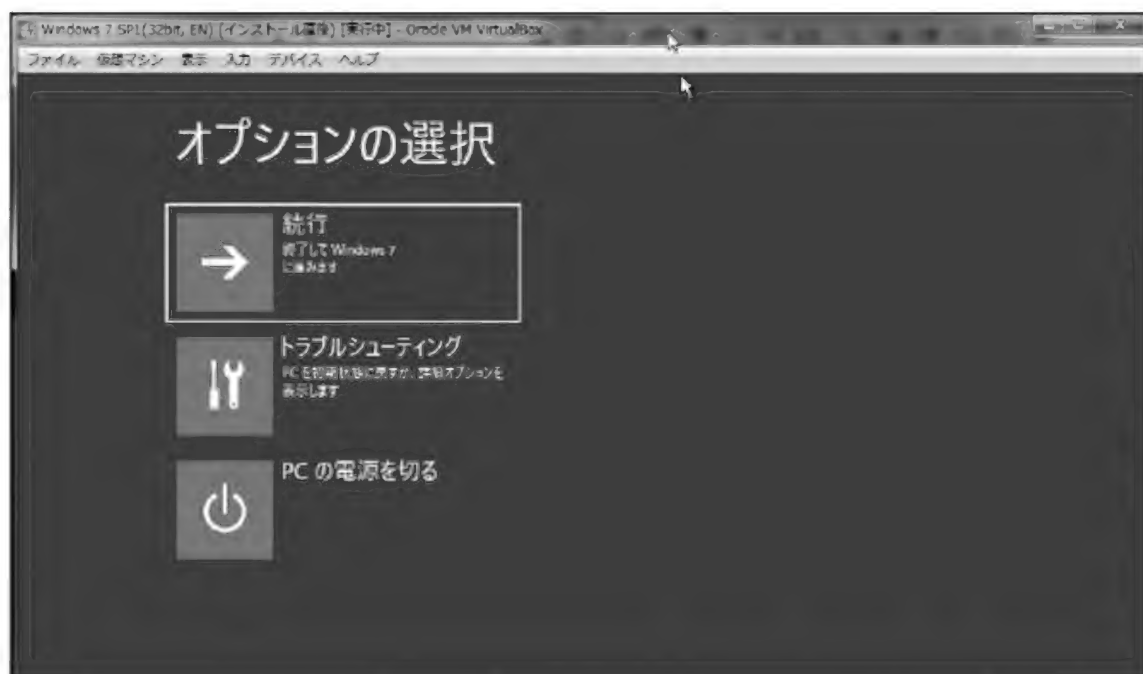 Windows 7 SP1(32bit, EN) (インストール直後) [実行中] - Oracle VM VirtualBox
ファイル 仮想マシン 表示 入力 デバイス ヘルプ
オプションの選択
続行
終了して Windows 7
に進みます
トラブルシューティング
PC を初期状態に戻すか、詳細オプションを
表示します
PC の電源を切る